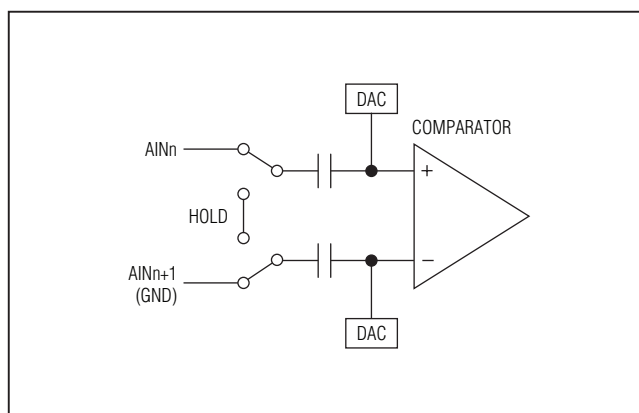 DAC
COMPARATOR
AINn
+
HOLD
−
AINn+1
(GND)
DAC